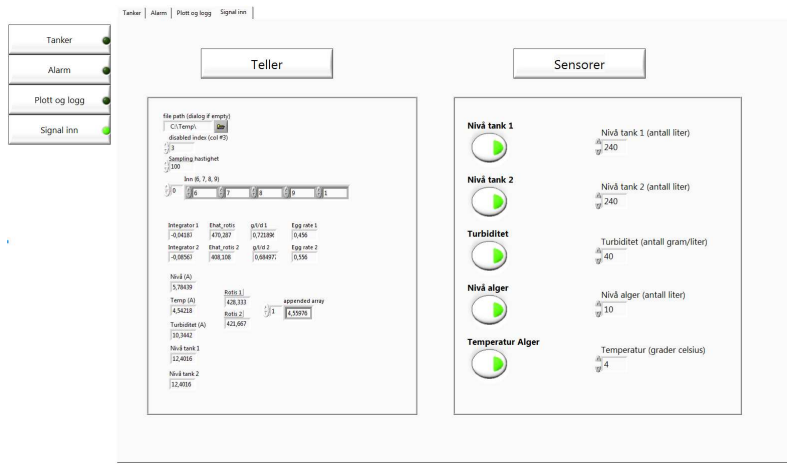 Tanker Alarm Plott og logg Signal inn
Tanker
Alarm
Plott og logg
Signal inn
Teller
file path (dialog if empty)
C:\Temp\
disabled index (col #3)
3
Sampling hastighet
100
Inn (6, 7, 8, 9)
0 6 7 8 9 1
Integrator 1 Ehat_rotis g/l/d 1 Egg rate 1
-0,04187 470,287 0,721896 0,456
Integrator 2 Ehat_rotis 2 g/l/d 2 Egg rate 2
-0,08567 408,108 0,684977 0,556
Nivå (A)
5,78439
Temp (A)
4,54218
Turbiditet (A)
10,3442
Nivå tank 1
12,4016
Nivå tank 2
12,4016
Rotis 1
428,333
Rotis 2
421,667
appended array
1 4,55976
Sensorer
Nivå tank 1
Nivå tank 1 (antall liter)
240
Nivå tank 2
Nivå tank 2 (antall liter)
240
Turbiditet
Turbiditet (antall gram/liter)
40
Nivå alger
Nivå alger (antall liter)
10
Temperatur Alger
Temperatur (grader celsius)
4